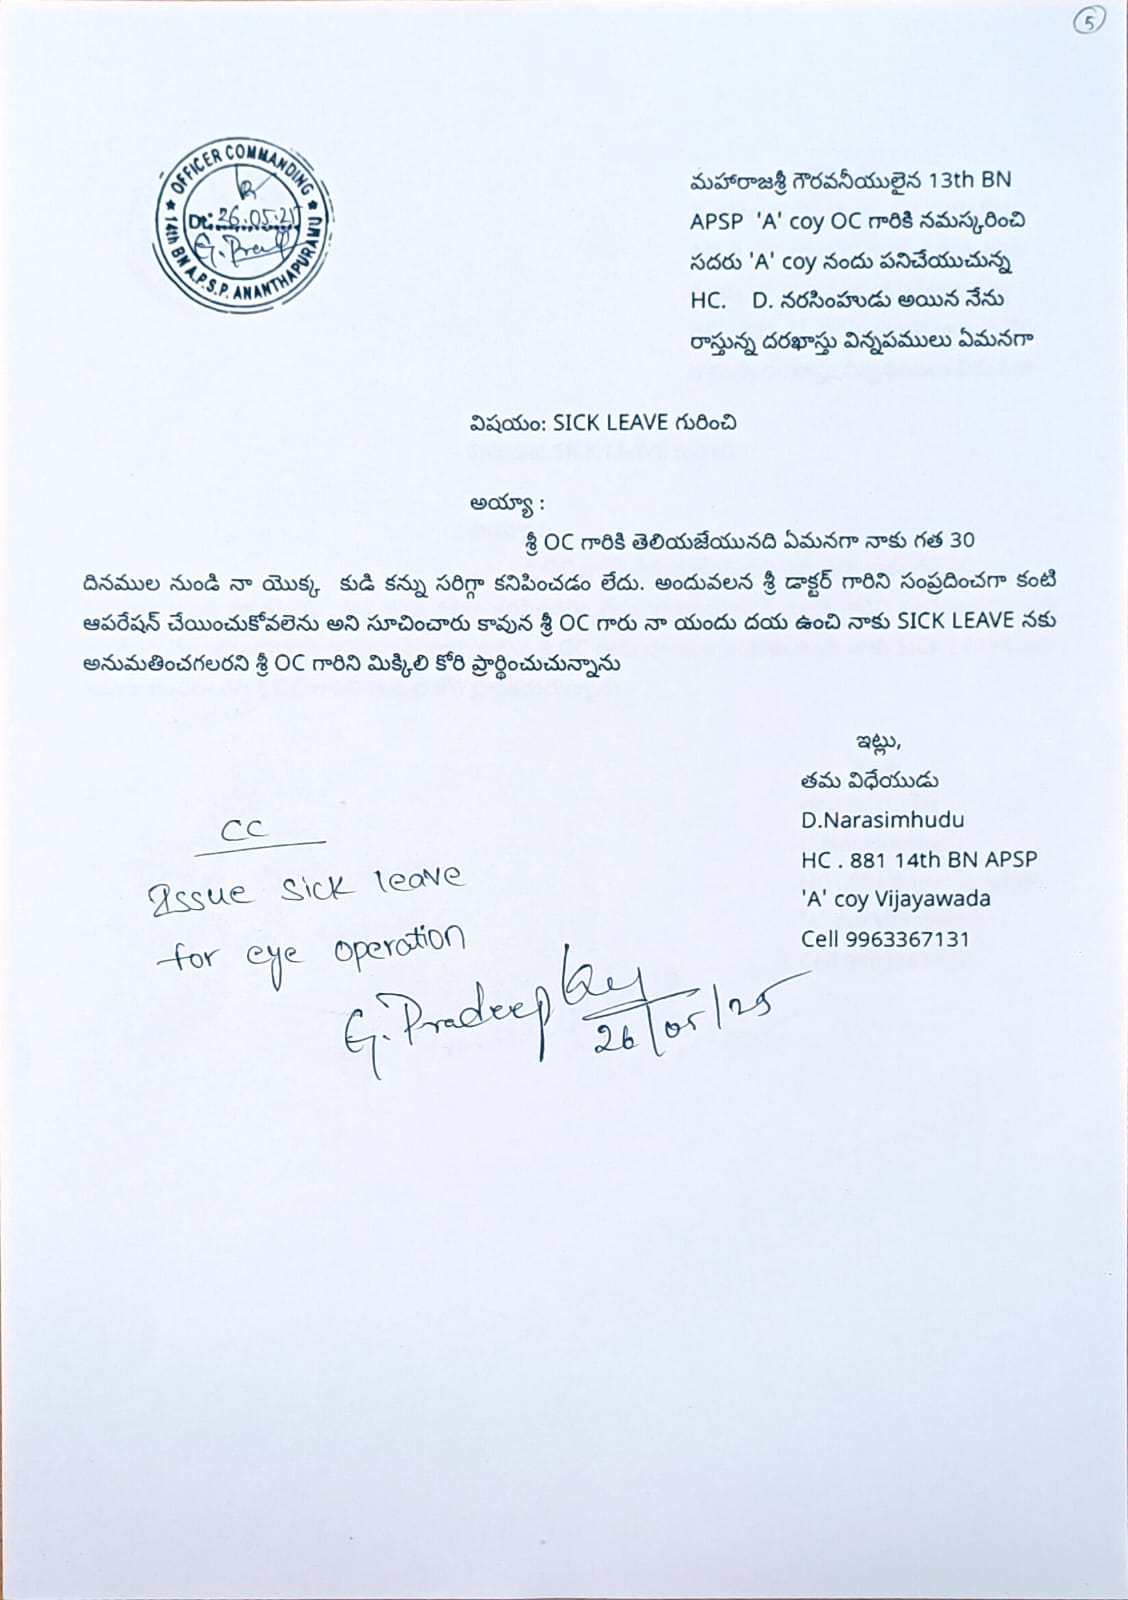 5
OFFICER COMMANDING
Dt: 26.05.25
14th BN A.P.S.P. ANANTHAPURAMU
మహారాజశ్రీ గౌరవనీయులైన 13th BN
APSP 'A' coy OC గారికి నమస్కరించి
సదరు 'A' coy నందు పనిచేయుచున్న
HC. D. నరసింహుడు అయిన నేను
రాస్తున్న దరఖాస్తు విన్నపములు ఏమనగా
విషయం: SICK LEAVE గురించి
అయ్యా :
శ్రీ OC గారికి తెలియజేయునది ఏమనగా నాకు గత 30
దినముల నుండి నా యొక్క కుడి కన్ను సరిగ్గా కనిపించడం లేదు. అందువలన శ్రీ డాక్టర్ గారిని సంప్రదించగా కంటి
ఆపరేషన్ చేయించుకోవలెను అని సూచించారు కావున శ్రీ OC గారు నా యందు దయ ఉంచి నాకు SICK LEAVE నకు
అనుమతించగలరని శ్రీ OC గారిని మిక్కిలి కోరి ప్రార్థించుచున్నాను
ఇట్లు,
తమ విధేయుడు
D.Narasimhudu
HC . 881 14th BN APSP
'A' coy Vijayawada
Cell 9963367131
CC
Issue sick leave
for eye operation
G. Pradeep
26/05/25